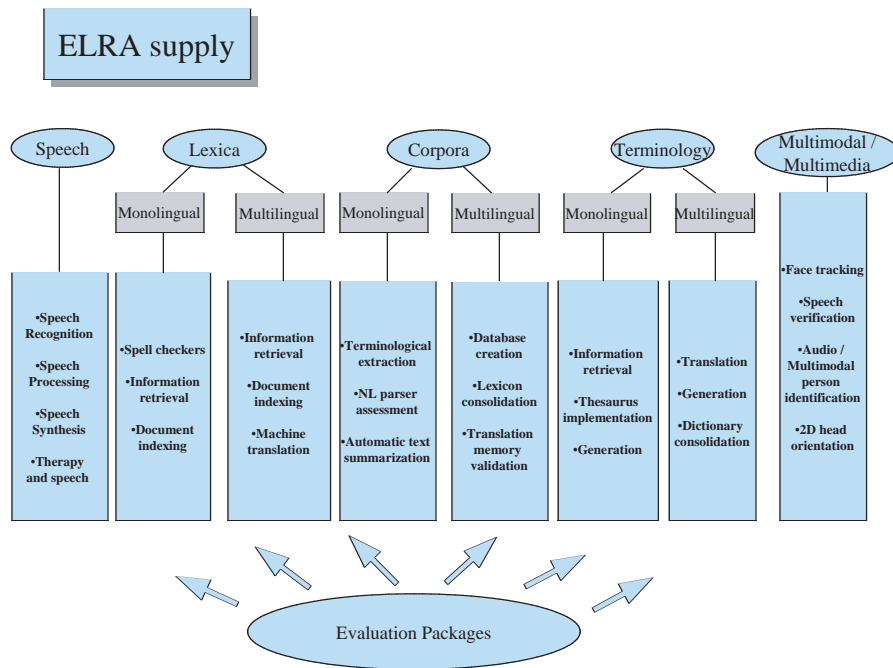 ELRA supply
Speech
Lexica
Corpora
Terminology
Multimodal /
Multimedia
Monolingual
Multilingual
Monolingual
Multilingual
Monolingual
Multilingual
•Speech
Recognition
•Speech
Processing
•Speech
Synthesis
•Therapy
and speech
•Spell checkers
•Information
retrieval
•Document
indexing
•Information
retrieval
•Document
indexing
•Machine
translation
•Terminological
extraction
•NL parser
assessment
•Automatic text
summarization
•Database
creation
•Lexicon
consolidation
•Translation
memory
validation
•Information
retrieval
•Thesaurus
implementation
•Generation
•Translation
•Generation
•Dictionary
consolidation
•Face tracking
•Speech
verification
•Audio /
Multimodal
person
identification
•2D head
orientation
Evaluation Packages